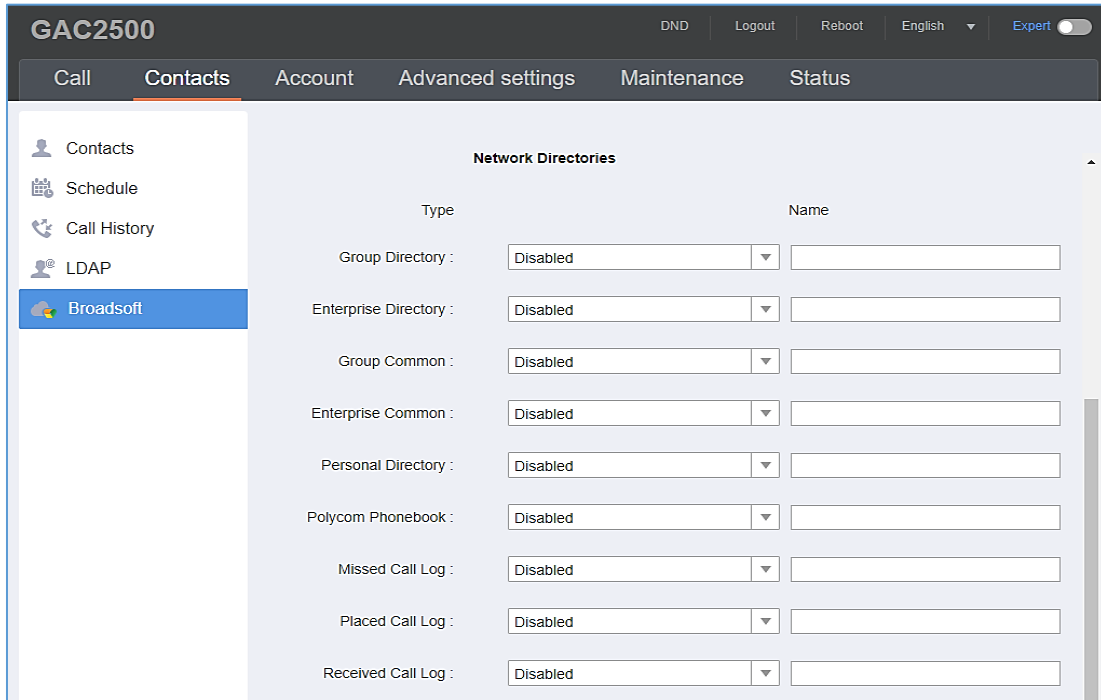 GAC2500
DND Logout Reboot English Expert
Call Contacts Account Advanced settings Maintenance Status
Contacts
Schedule
Call History
LDAP
Broadsoft
Network Directories
Type Name
Group Directory : Disabled
Enterprise Directory : Disabled
Group Common : Disabled
Enterprise Common : Disabled
Personal Directory : Disabled
Polycom Phonebook : Disabled
Missed Call Log : Disabled
Placed Call Log : Disabled
Received Call Log : Disabled